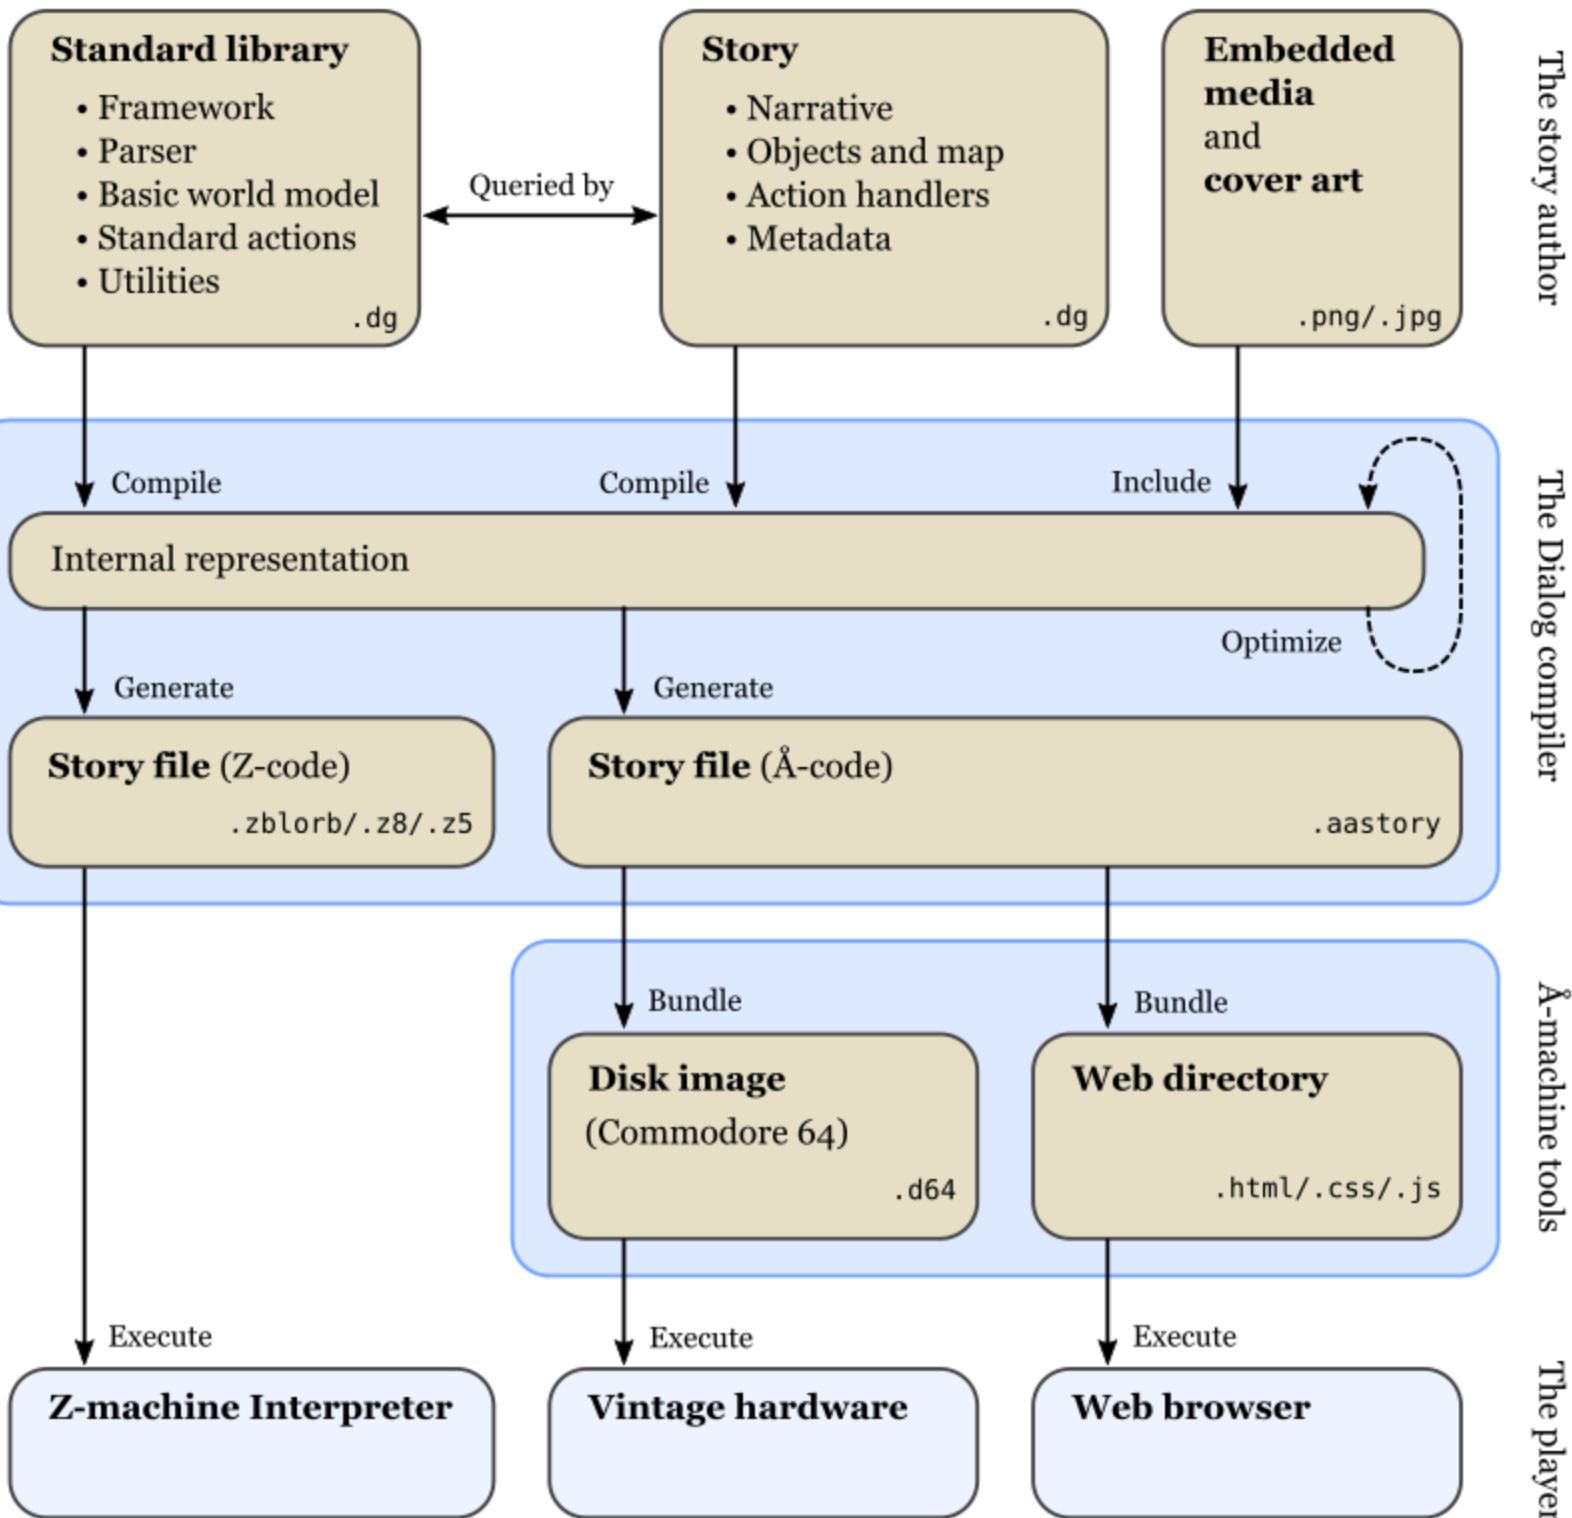 Standard library
• Framework
• Parser
• Basic world model
• Standard actions
• Utilities
.dg
Queried by
Story
• Narrative
• Objects and map
• Action handlers
• Metadata
.dg
Embedded
media
and
cover art
.png/.jpg
The story author
Compile
Compile
Include
Internal representation
Optimize
Generate
Generate
Story file (Z-code)
.zblorb/.z8/.z5
Story file (Å-code)
.aastory
The Dialog compiler
Bundle
Bundle
Disk image
(Commodore 64)
.d64
Web directory
.html/.css/.js
Å-machine tools
Execute
Execute
Execute
Z-machine Interpreter
Vintage hardware
Web browser
The player